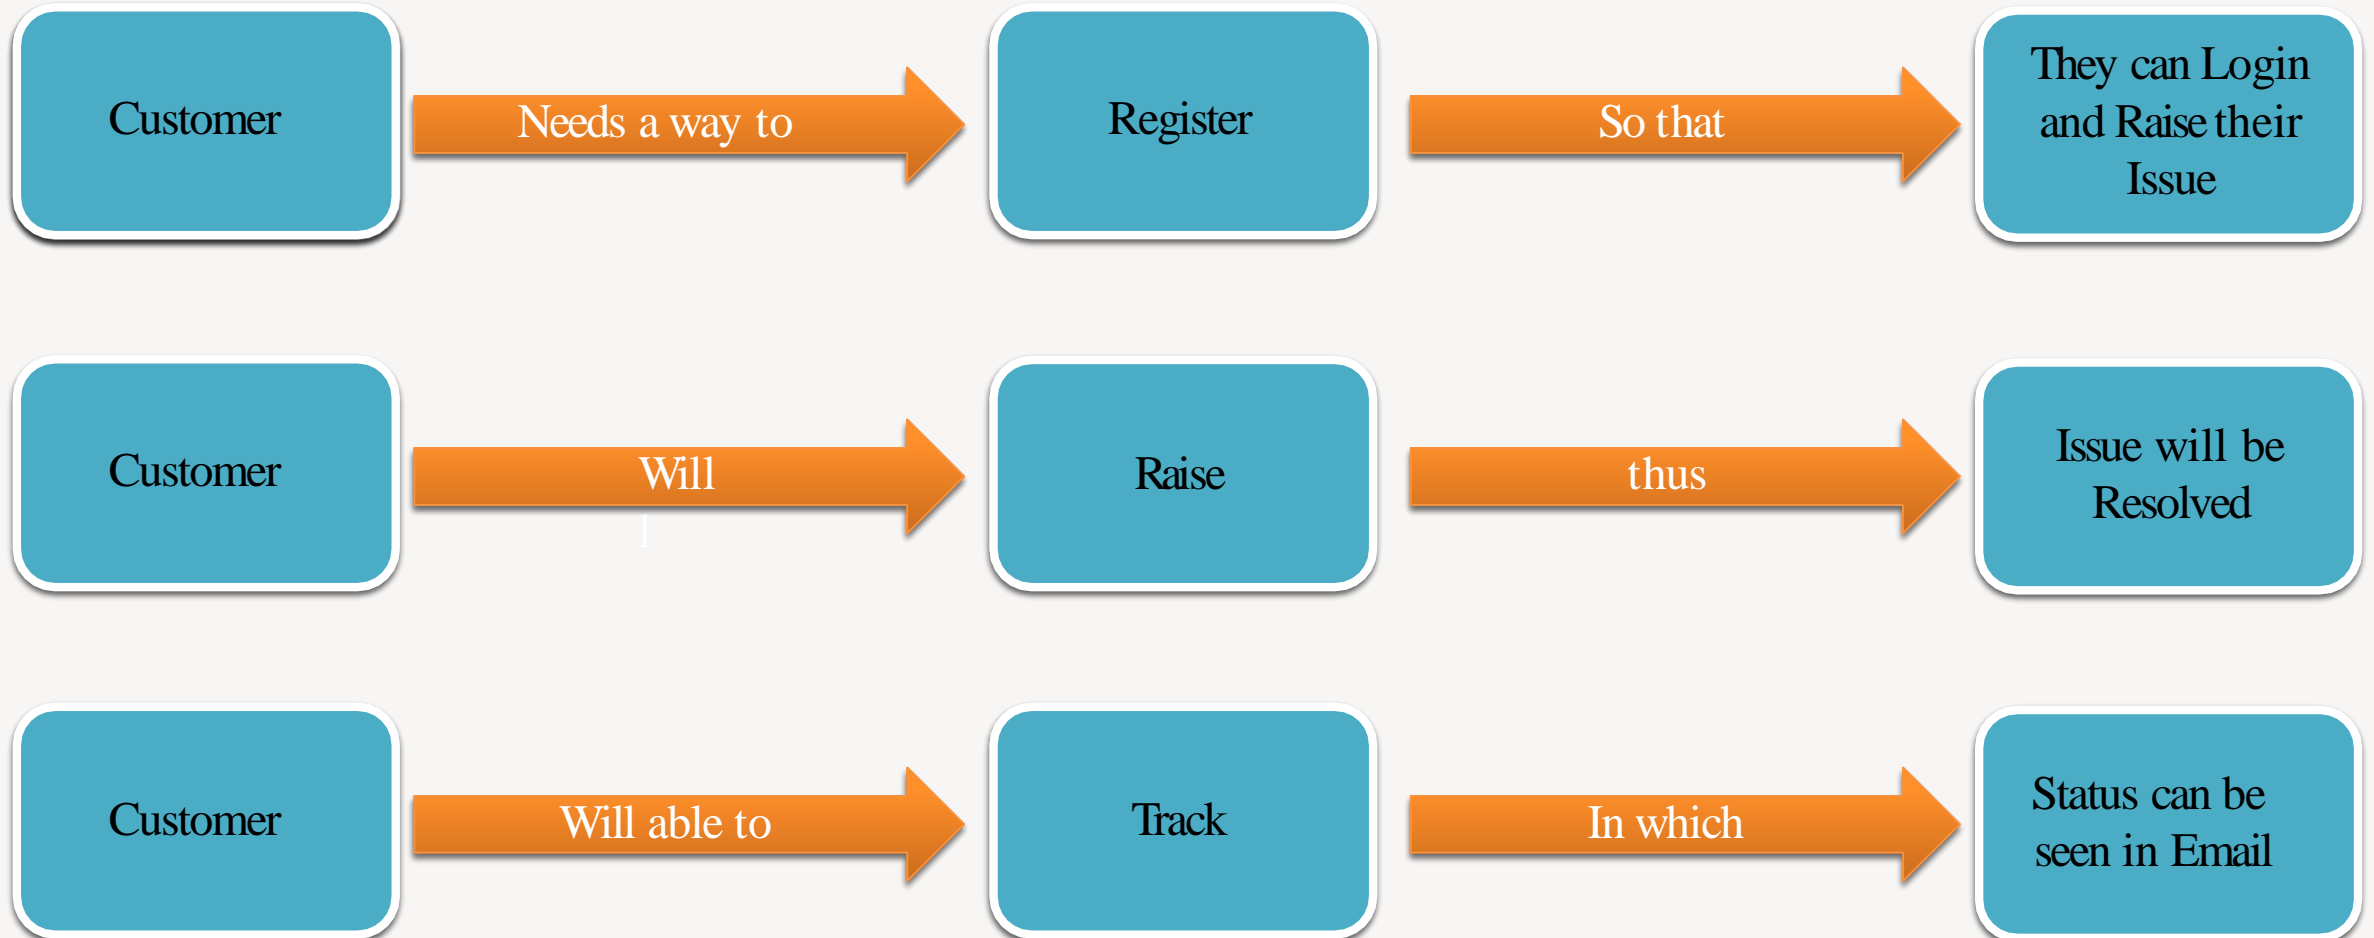 Customer
Needs a way to
Register
So that
They can Login
and Raise their
Issue
Customer
Will
l
Raise
thus
Issue will be
Resolved
Customer
Will able to
Track
In which
Status can be
seen in Email